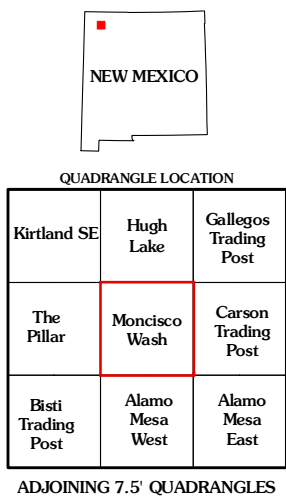 NEW MEXICO
QUADRANGLE LOCATION
Kirtland SE
Hugh
Lake
Gallegos
Trading
Post
The
Pillar
Moncisco
Wash
Carson
Trading
Post
Bisti
Trading
Post
Alamo
Mesa
West
Alamo
Mesa
East
ADJOINING 7.5' QUADRANGLES